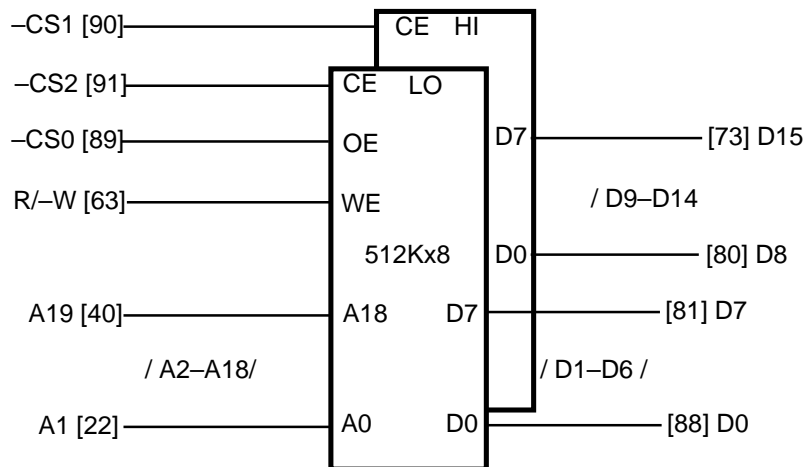 –CS1 [90] CE HI
–CS2 [91] CE LO
–CS0 [89] OE D7 [73] D15
R/–W [63] WE / D9–D14
512Kx8 D0 [80] D8
A19 [40] A18 D7 [81] D7
/ A2–A18/ / D1–D6 /
A1 [22] A0 D0 [88] D0